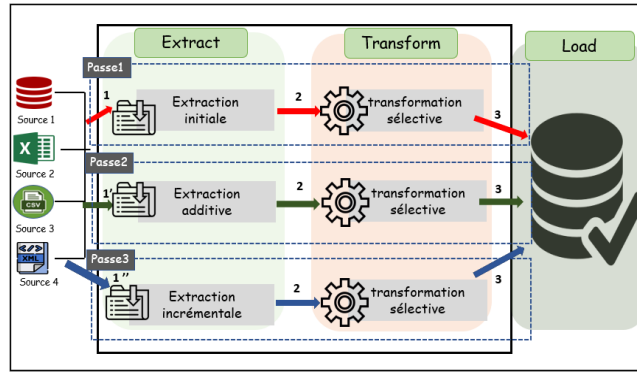 Extract
Transform
Load
Passe1
1
Extraction
initiale
2
transformation
sélective
3
Source 1
X
Source 2
Passe2
1'
Extraction
additive
2
transformation
sélective
3
CSV
Source 3
</>
XML
Source 4
Passe3
1''
Extraction
incrémentale
2
transformation
sélective
3